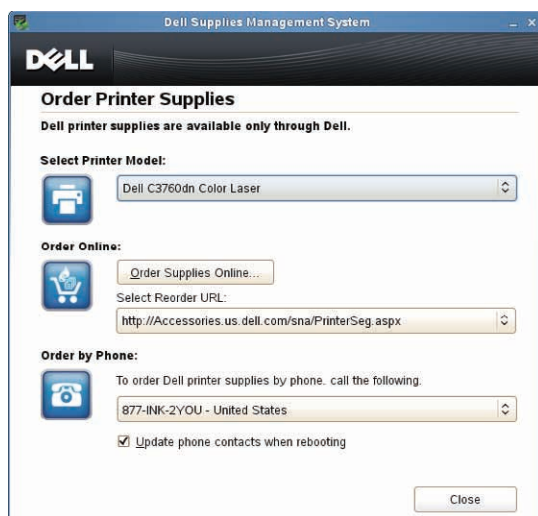 Dell Supplies Management System
DELL
Order Printer Supplies
Dell printer supplies are available only through Dell.
Select Printer Model:
Dell C3760dn Color Laser
Order Online:
Order Supplies Online...
Select Reorder URL:
http://Accessories.us.dell.com/sna/PrinterSeg.aspx
Order by Phone:
To order Dell printer supplies by phone. call the following.
877-INK-2YOU - United States
Update phone contacts when rebooting
Close